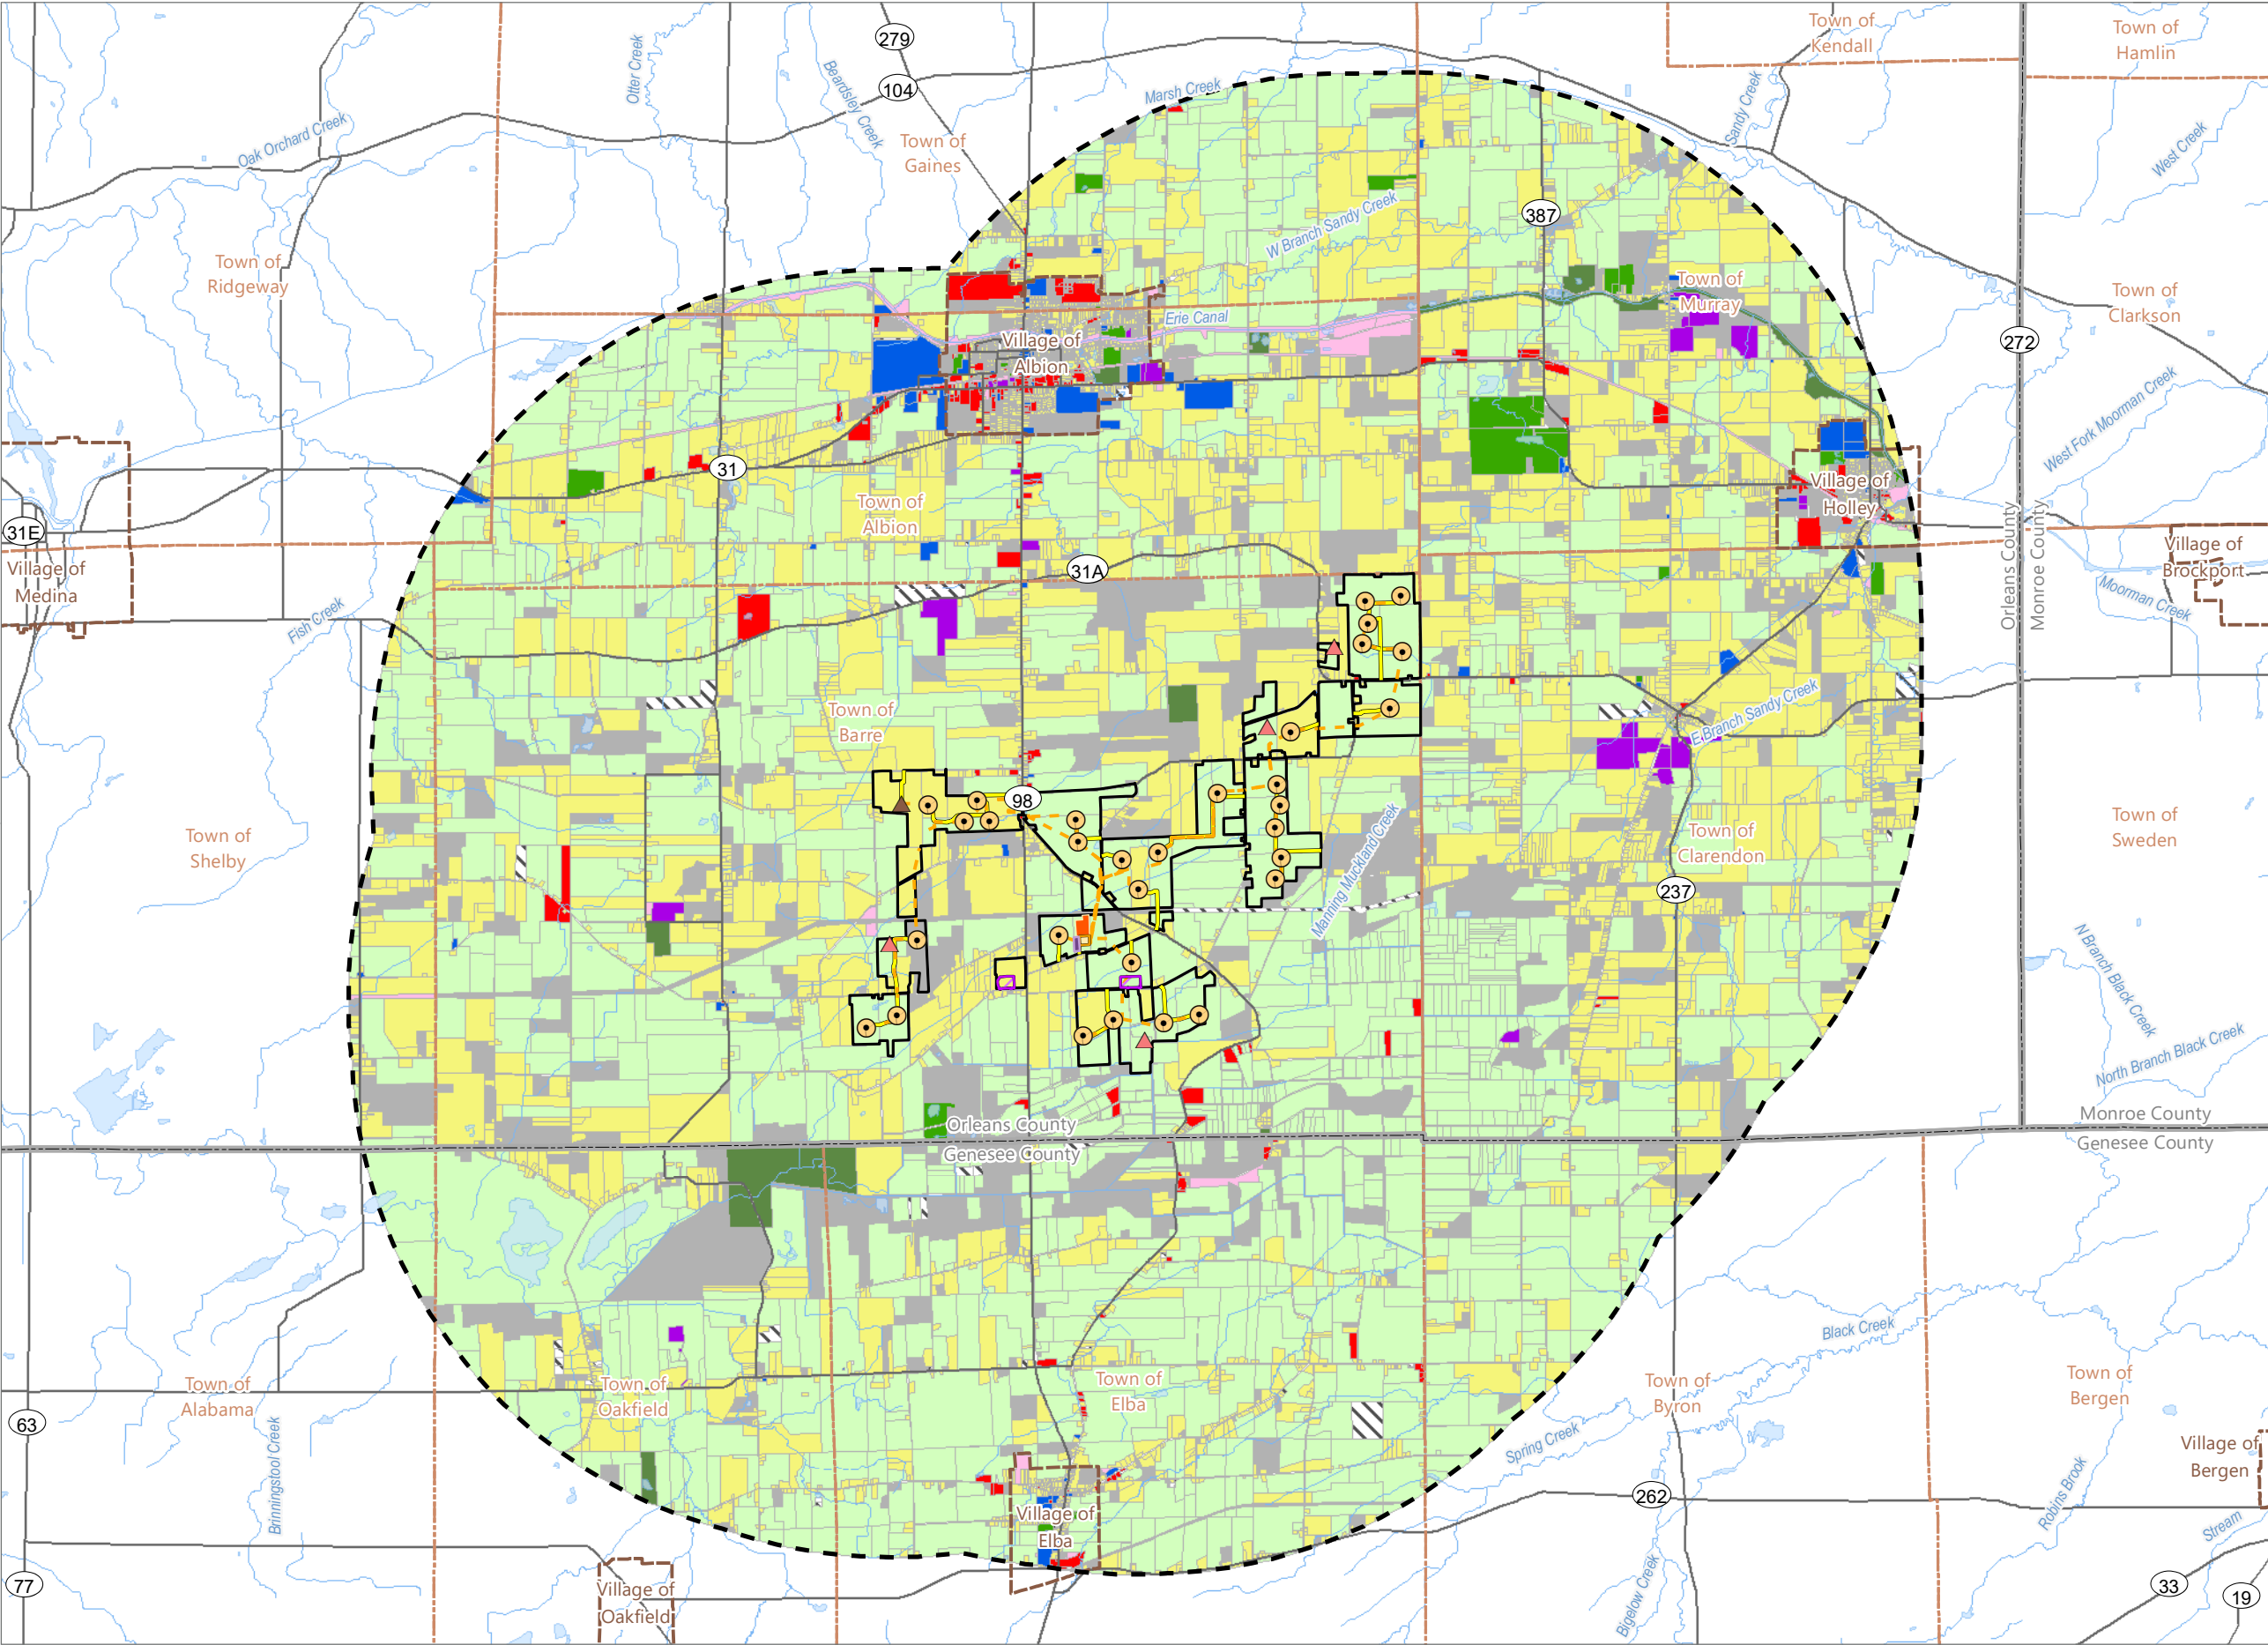 279
Town of
Kendall
Town of
Hamlin
Otter Creek
Beardsley Creek
104
Marsh Creek
Sandy Creek
Oak Orchard Creek
Town of
Gaines
West Creek
W Branch Sandy Creek
387
Town of
Ridgeway
Town of
Murray
Town of
Clarkson
Erie Canal
Village of
Albion
272
West Fork Moorman Creek
31
Village of
Holley
Town of
Albion
31E
Orleans County
Monroe County
Village of
Brockport
Village of
Medina
31A
Moorman Creek
Fish Creek
Town of
Barre
E Branch Sandy Creek
98
Town of
Shelby
Manning Muckland Creek
Town of
Clarendon
Town of
Sweden
237
N Branch Black Creek
North Branch Black Creek
Orleans County
Genesee County
Monroe County
Genesee County
Black Creek
Town of
Alabama
Town of
Oakfield
Town of
Elba
Town of
Byron
Town of
Bergen
63
Brinningstool Creek
Spring Creek
Village of
Bergen
262
Robins Brook
Village of
Elba
Stream
77
Village of
Oakfield
Bigelow Creek
33
19